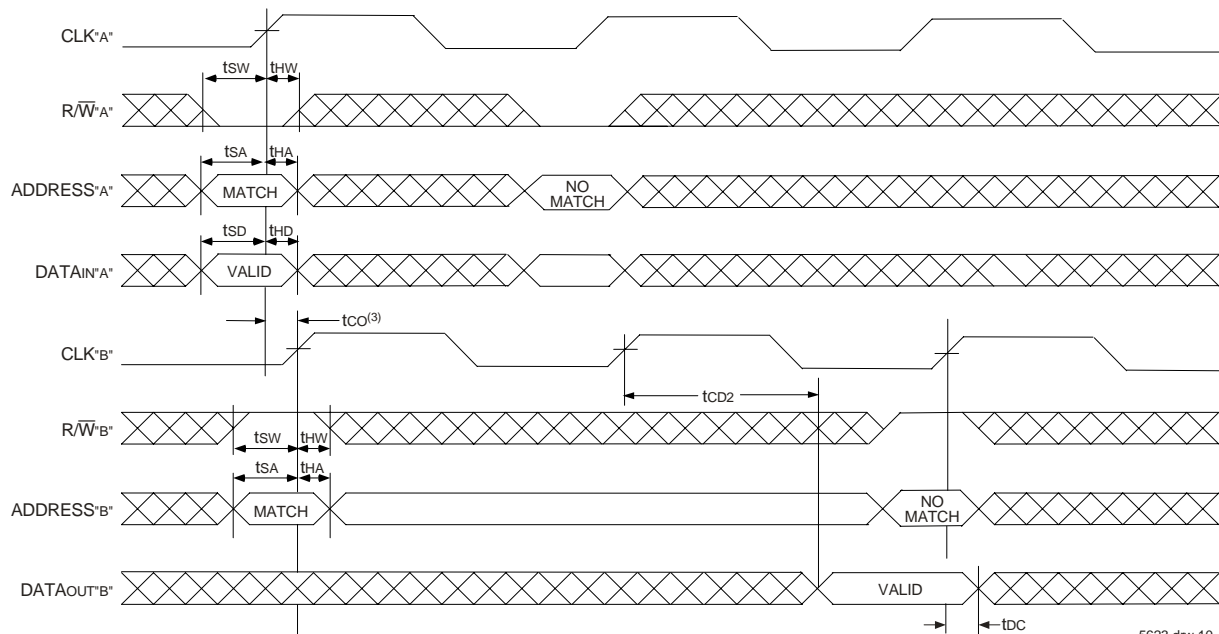 CLK"A"
tSW tHW
R/W̅"A"
tSA tHA
ADDRESS"A" MATCH NO MATCH
tSD tHD
DATAIN"A" VALID
tCO(3)
CLK"B"
tCD2
R/W̅"B"
tSW tHW
tSA tHA
ADDRESS"B" MATCH NO MATCH
DATAOUT"B" VALID
tDC